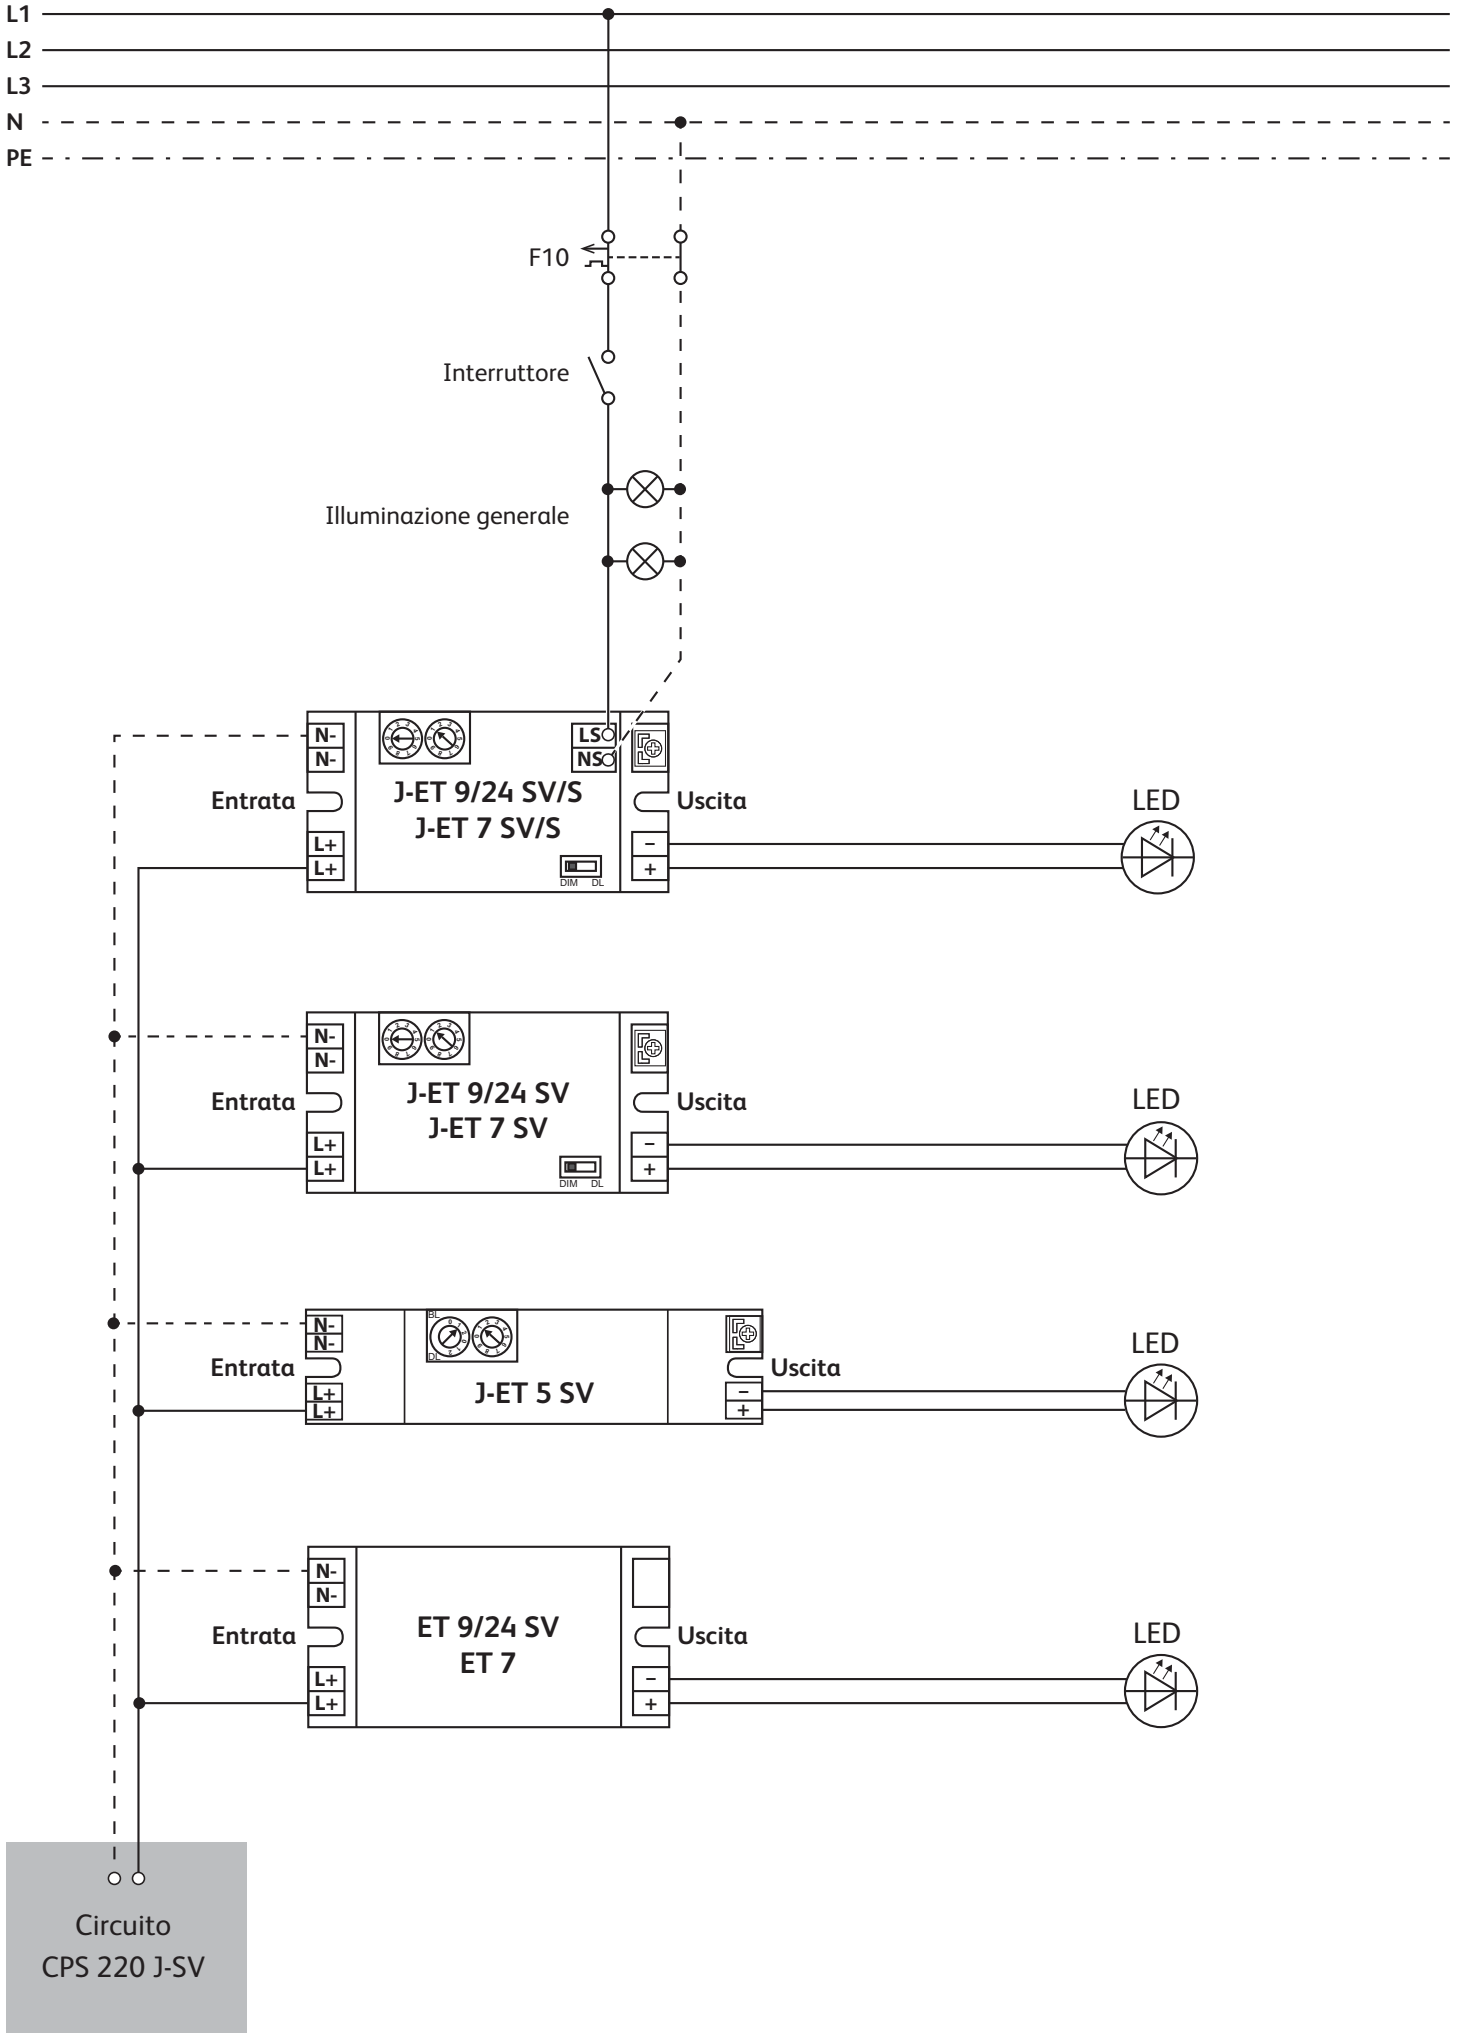 L1
L2
L3
N
PE
F10
Interruttore
Illuminazione generale
N-
N-
LS
NS
J-ET 9/24 SV/S
J-ET 7 SV/S
Entrata
Uscita
LED
L+
L+
–
+
DIM DL
N-
N-
J-ET 9/24 SV
J-ET 7 SV
Entrata
Uscita
LED
L+
L+
–
+
DIM DL
BL
DL
N-
N-
Entrata
Uscita
LED
J-ET 5 SV
L+
L+
–
+
N-
N-
ET 9/24 SV
ET 7
Entrata
Uscita
LED
L+
L+
–
+
Circuito
CPS 220 J-SV